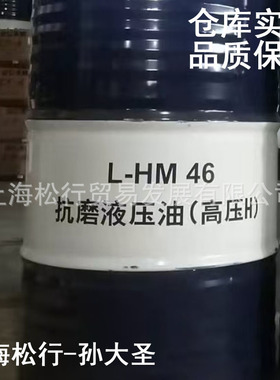 仓库实
品质保
L-HM 46
上海松行贸易发展有限公司
抗磨液压油(高压H)
海松行-孙大圣